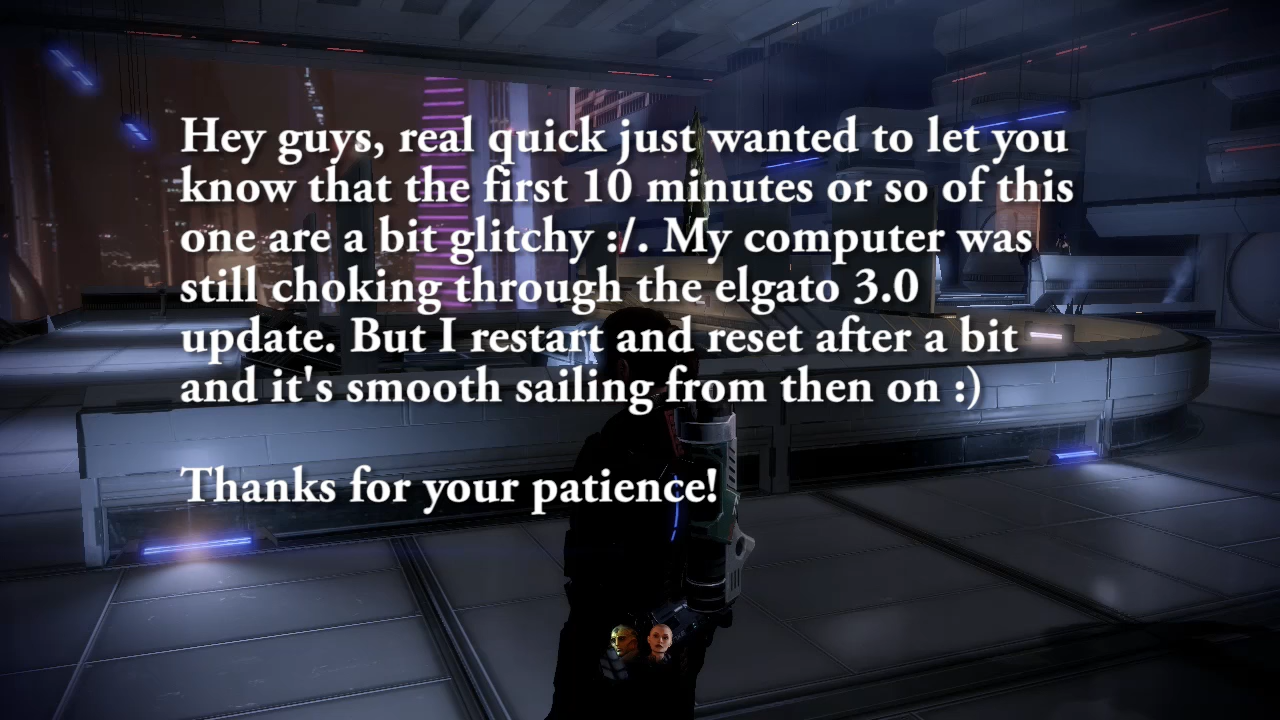 Hey guys, real quick just wanted to let you
know that the first 10 minutes or so of this
one are a bit glitchy :/. My computer was
still choking through the elgato 3.0
update. But I restart and reset after a bit
and it's smooth sailing from then on :)
Thanks for your patience!